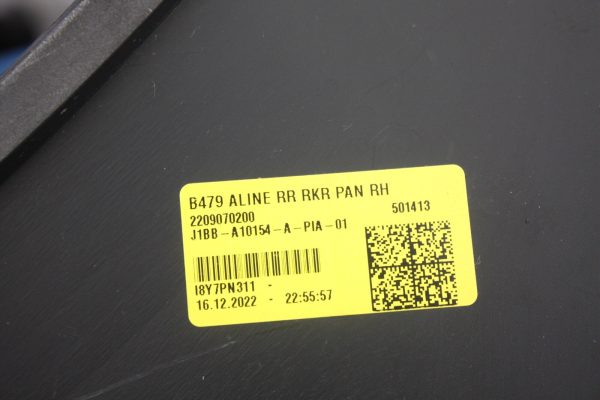 B479 ALINE RR RKR PAN RH
2209070200
501413
J1BB-A10154-A-PIA-01
I8Y7PN311 -
16.12.2022 - 22:55:57